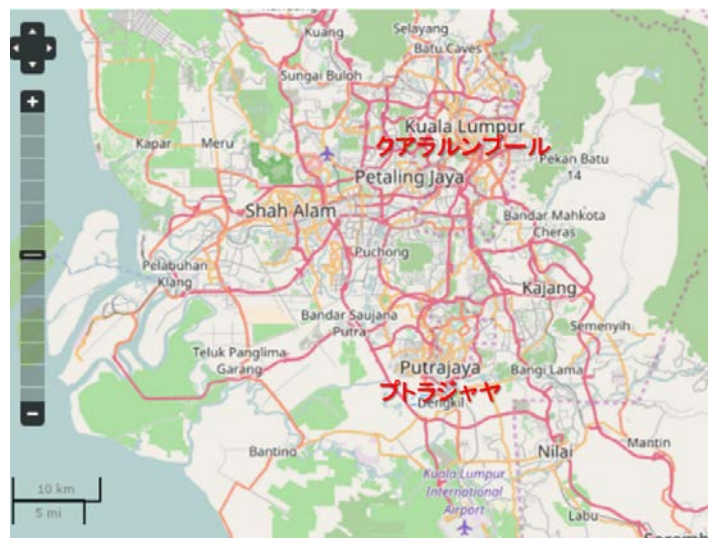 Kuang
Selayang
Batu Caves
Sungai Buloh
Kuala Lumpur
クアラルンプール
Kapar
Meru
Pekan Batu
14
Petaling Jaya
Shah Alam
Bandar Mahkota
Cheras
Puchong
Pelabuhan
Klang
Kajang
Bandar Saujana
Putra
Semenyih
Teluk Panglima
Garang
Putrajaya
Bangi Lama
プトラジャヤ
Dengkil
Banting
Nilai
Mantin
Kuala Lumpur
International
Airport
10 km
5 mi
Labu